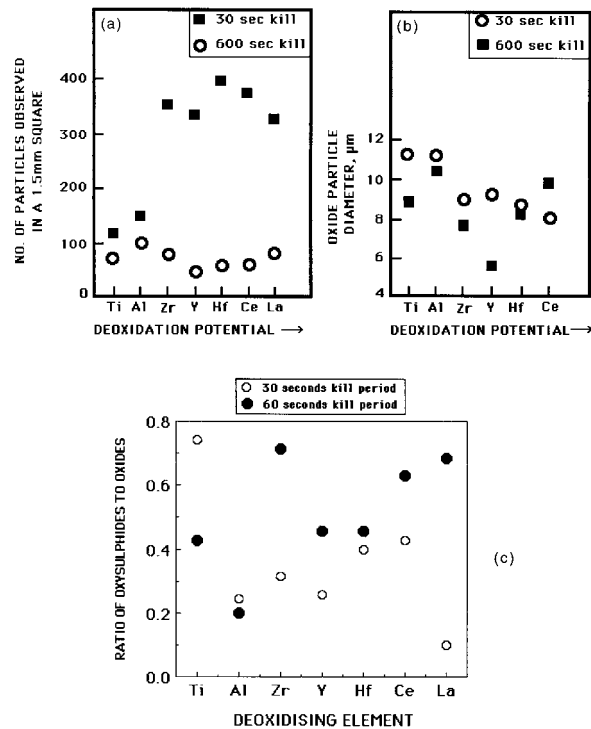 (a)
30 sec kill
600 sec kill
NO. OF PARTICLES OBSERVED
IN A 1.5mm SQUARE
400
300
200
100
0
Ti Al Zr Y Hf Ce La
DEOXIDATION POTENTIAL →
(b)
30 sec kill
600 sec kill
OXIDE PARTICLE
DIAMETER, µm
12
10
8
6
4
Ti Al Zr Y Hf Ce
DEOXIDATION POTENTIAL→
30 seconds kill period
60 seconds kill period
RATIO OF OXYSULPHIDES TO OXIDES
0.8
0.6
0.4
0.2
0.0
Ti Al Zr Y Hf Ce La
DEOXIDISING ELEMENT
(c)